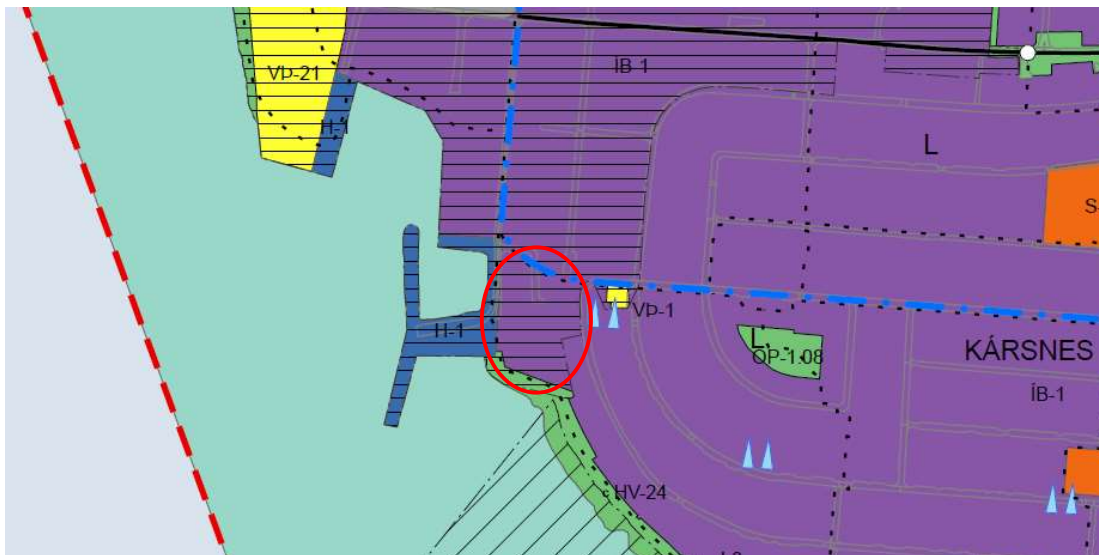 ÍB-1
VÞ-21
H-1
L
S-
VÞ-1
H-1
L
OP-1.08
KÁRSNES
ÍB-1
HV-24